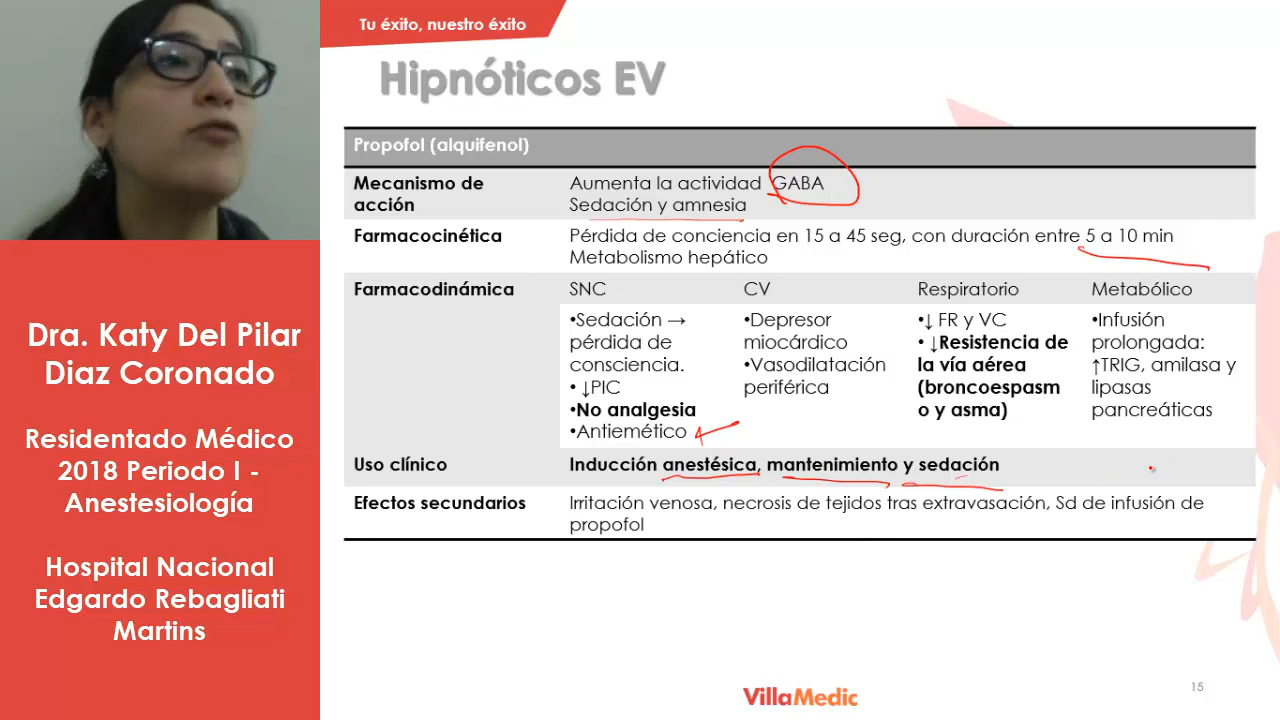 Tu éxito, nuestro éxito
Hipnóticos EV
Propofol (alquifenol)
Mecanismo de acción
Aumenta la actividad GABA
Sedación y amnesia
Farmacocinética
Pérdida de conciencia en 15 a 45 seg, con duración entre 5 a 10 min
Metabolismo hepático
Farmacodinámica
SNC
CV
Respiratorio
Metabólico
•Sedación →
pérdida de
consciencia.
• ↓PIC
•No analgesia
•Antiemético
•Depresor
miocárdico
•Vasodilatación
periférica
•↓ FR y VC
• ↓Resistencia de
la vía aérea
(broncoespasm
o y asma)
•Infusión
prolongada:
↑TRIG, amilasa y
lipasas
pancreáticas
Uso clínico
Inducción anestésica, mantenimiento y sedación
Efectos secundarios
Irritación venosa, necrosis de tejidos tras extravasación, Sd de infusión de
propofol
Dra. Katy Del Pilar
Diaz Coronado
Residentado Médico
2018 Periodo I -
Anestesiología
Hospital Nacional
Edgardo Rebagliati
Martins
VillaMedic
15